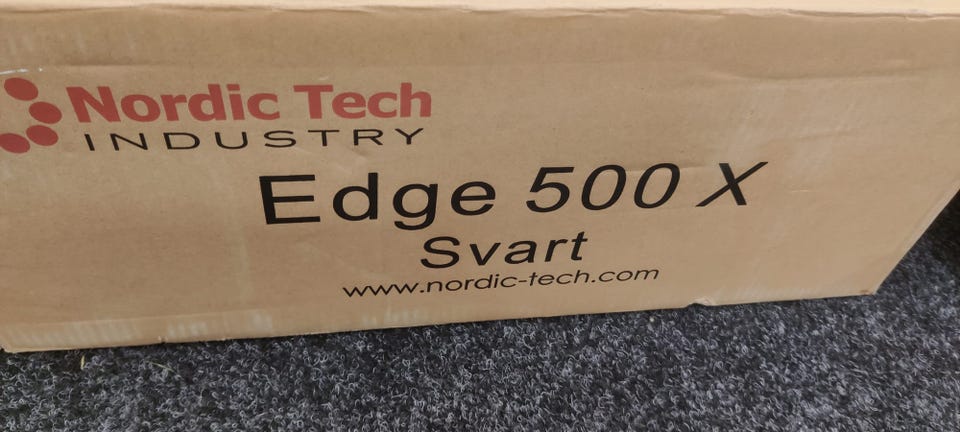 Nordic Tech
INDUSTRY
Edge 500 X
Svart
www.nordic-tech.com